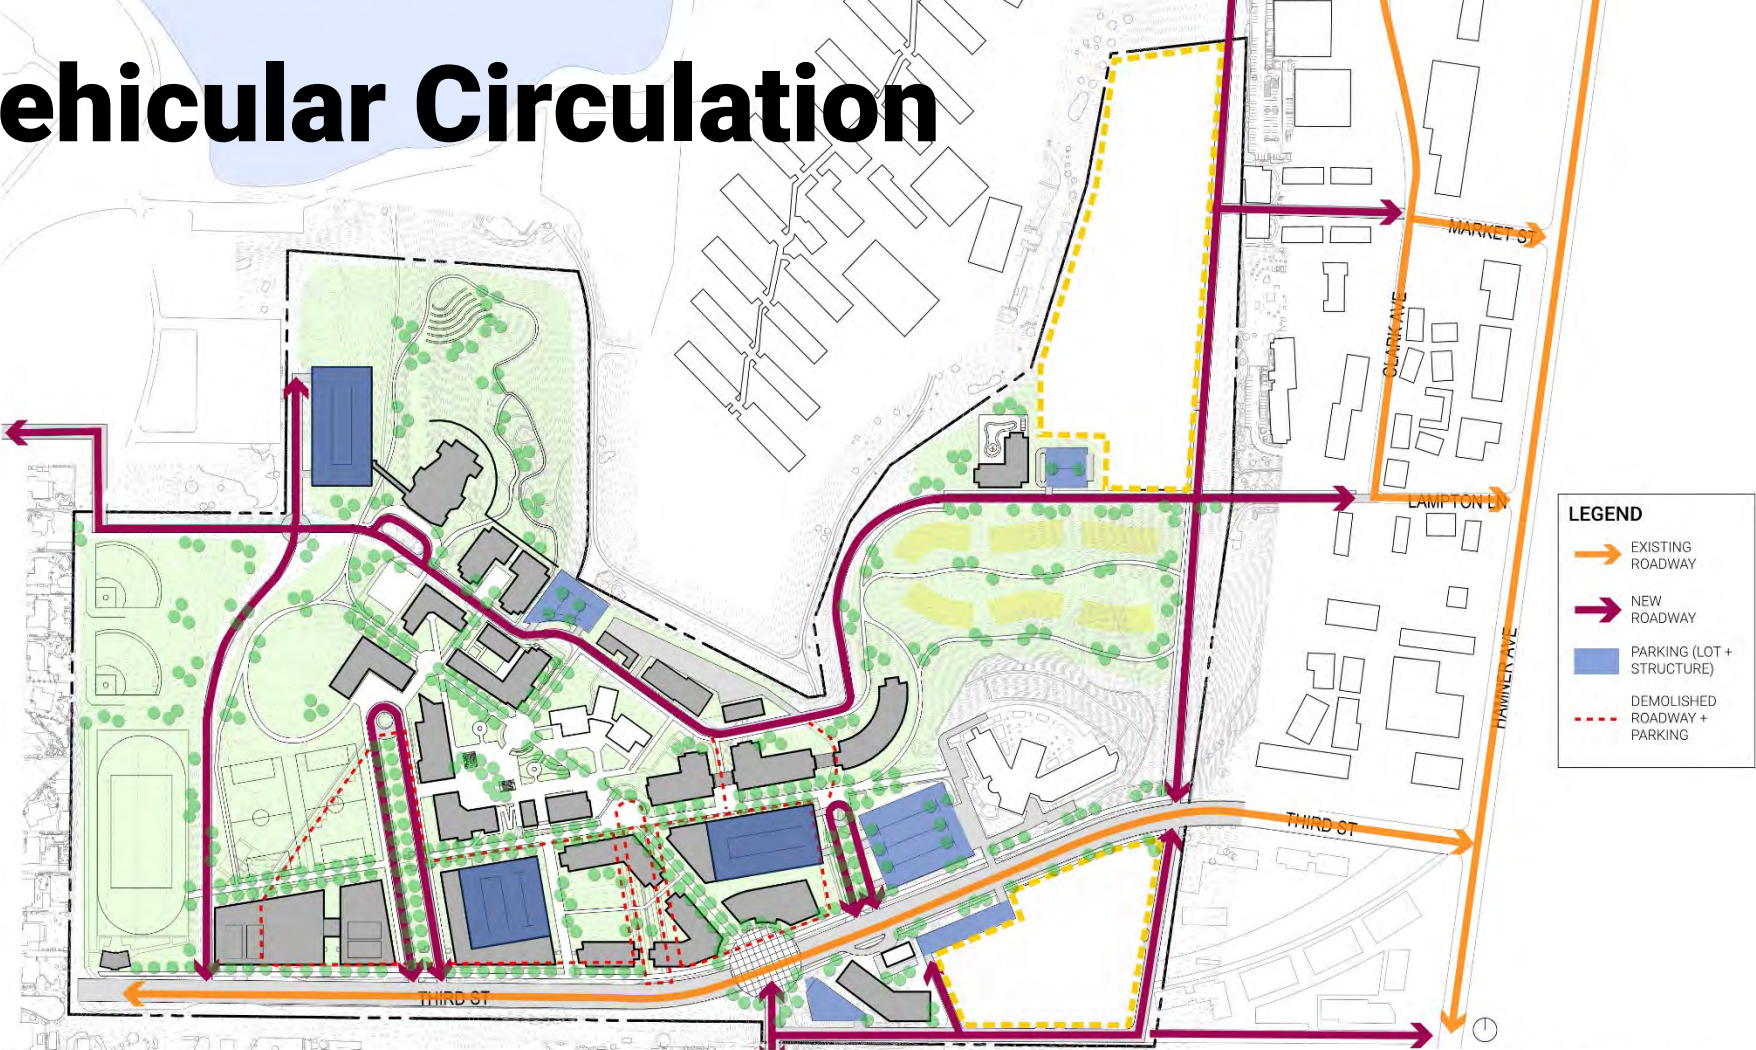 ehicular Circulation
MARKET ST
CLARK AVE
LAMPTON LN
LEGEND
EXISTING
ROADWAY
NEW
ROADWAY
PARKING (LOT +
STRUCTURE)
DEMOLISHED
ROADWAY +
PARKING
HAMNER AVE
THIRD ST
THIRD ST